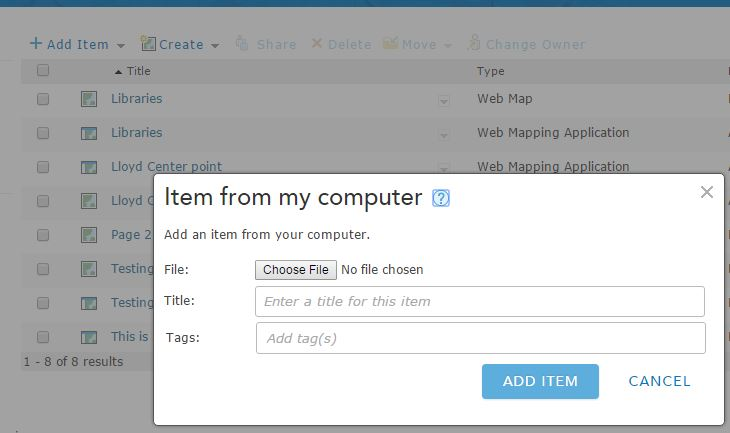 + Add Item Create Share × Delete Move Change Owner
Title Type
Libraries Web Map
Libraries Web Mapping Application
Lloyd Center point Web Mapping Application
Lloyd C
Page 2
Testing
Testing
This is
1 - 8 of 8 results
Item from my computer ? ×
Add an item from your computer.
File: Choose File No file chosen
Title: Enter a title for this item
Tags: Add tag(s)
ADD ITEM CANCEL